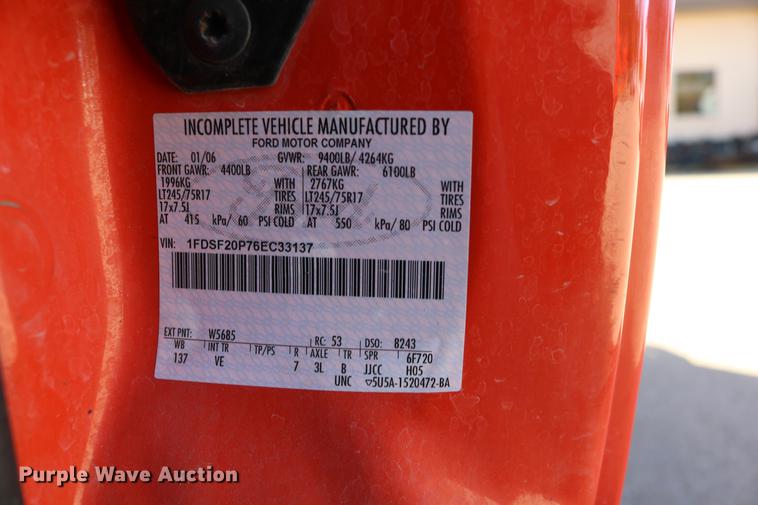 INCOMPLETE VEHICLE MANUFACTURED BY
FORD MOTOR COMPANY
DATE: 01/06 GVWR: 9400LB/ 4264KG
FRONT GAWR: 4400LB REAR GAWR: 6100LB
1996KG WITH 2767KG WITH
LT245/75R17 TIRES LT245/75R17 TIRES
17x7.5J RIMS 17x7.5J RIMS
AT 415 kPa/ 60 PSI COLD AT 550 kPa/ 80 PSI COLD
VIN: 1FDSF20P76EC33137
EXT PNT: W5685 RC: 53 DSO: 8243
WB INT TR TP/PS R AXLE TR SPR 6F720
137 VE 7 3L B JJCC H05
UNC ▽5U5A-1520472-BA
Purple Wave Auction